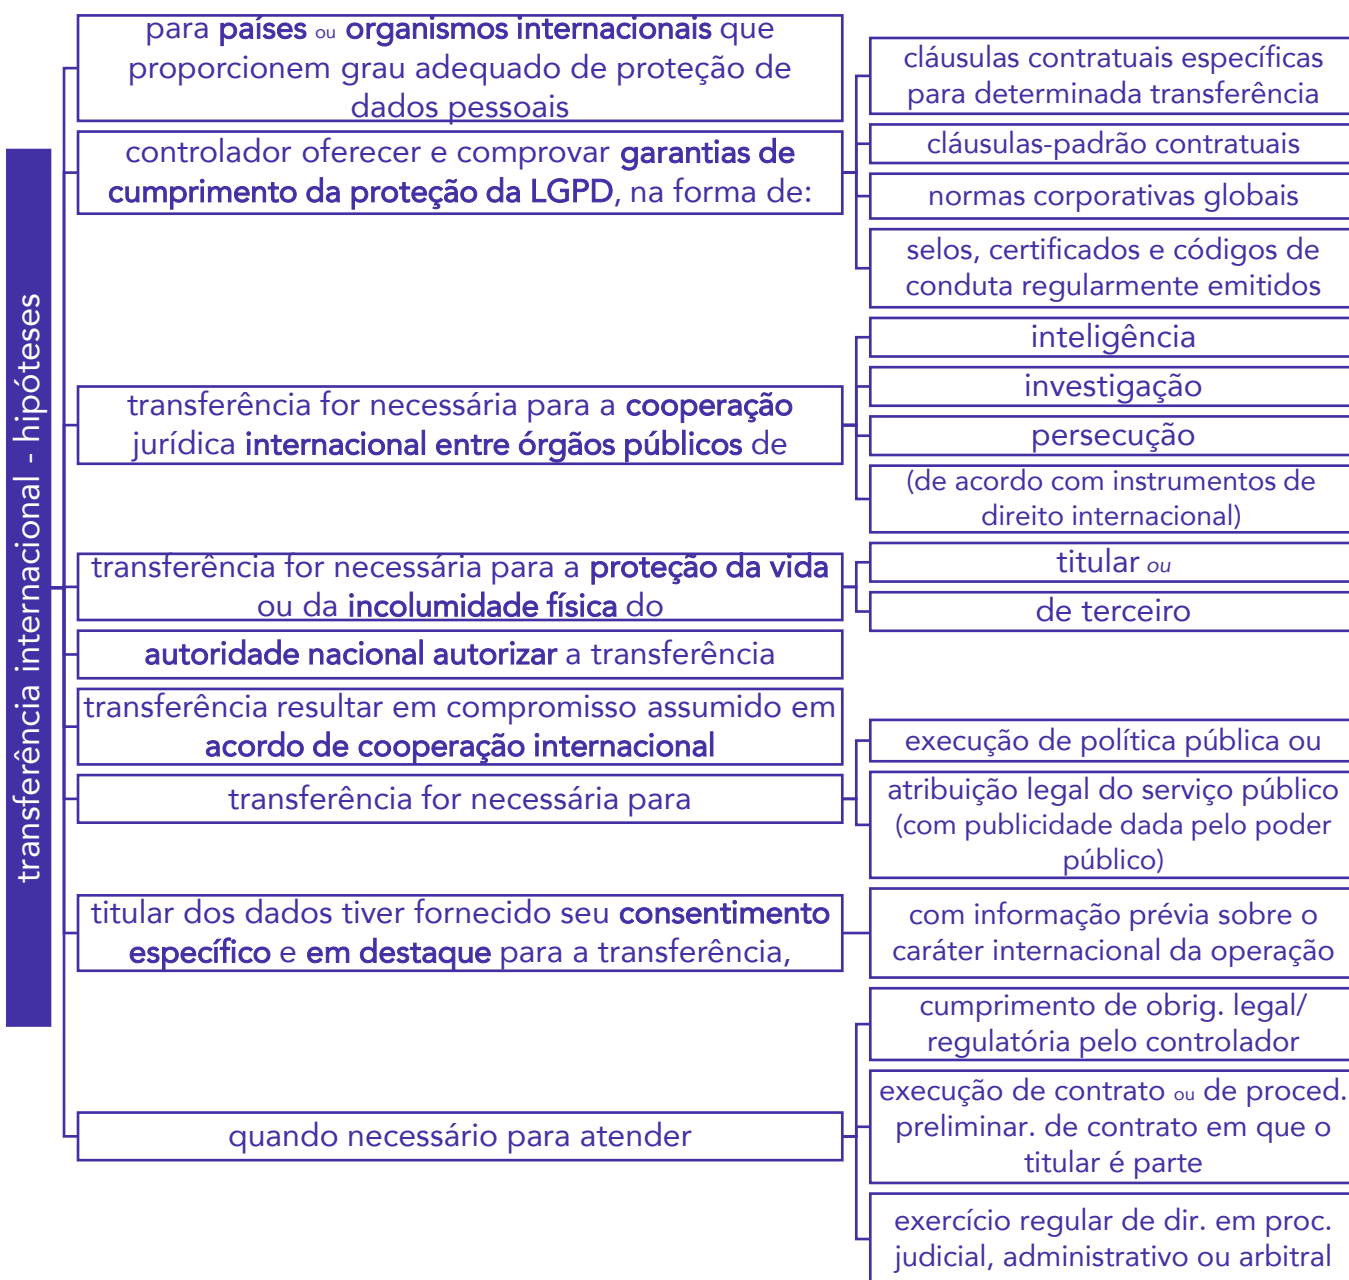 transferência internacional - hipóteses
para países ou organismos internacionais que
proporcionem grau adequado de proteção de
dados pessoais
controlador oferecer e comprovar garantias de
cumprimento da proteção da LGPD, na forma de:
cláusulas contratuais específicas
para determinada transferência
cláusulas-padrão contratuais
normas corporativas globais
selos, certificados e códigos de
conduta regularmente emitidos
transferência for necessária para a cooperação
jurídica internacional entre órgãos públicos de
inteligência
investigação
persecução
(de acordo com instrumentos de
direito internacional)
transferência for necessária para a proteção da vida
ou da incolumidade física do
titular ou
de terceiro
autoridade nacional autorizar a transferência
transferência resultar em compromisso assumido em
acordo de cooperação internacional
transferência for necessária para
execução de política pública ou
atribuição legal do serviço público
(com publicidade dada pelo poder
público)
titular dos dados tiver fornecido seu consentimento
específico e em destaque para a transferência,
com informação prévia sobre o
caráter internacional da operação
quando necessário para atender
cumprimento de obrig. legal/
regulatória pelo controlador
execução de contrato ou de proced.
preliminar. de contrato em que o
titular é parte
exercício regular de dir. em proc.
judicial, administrativo ou arbitral